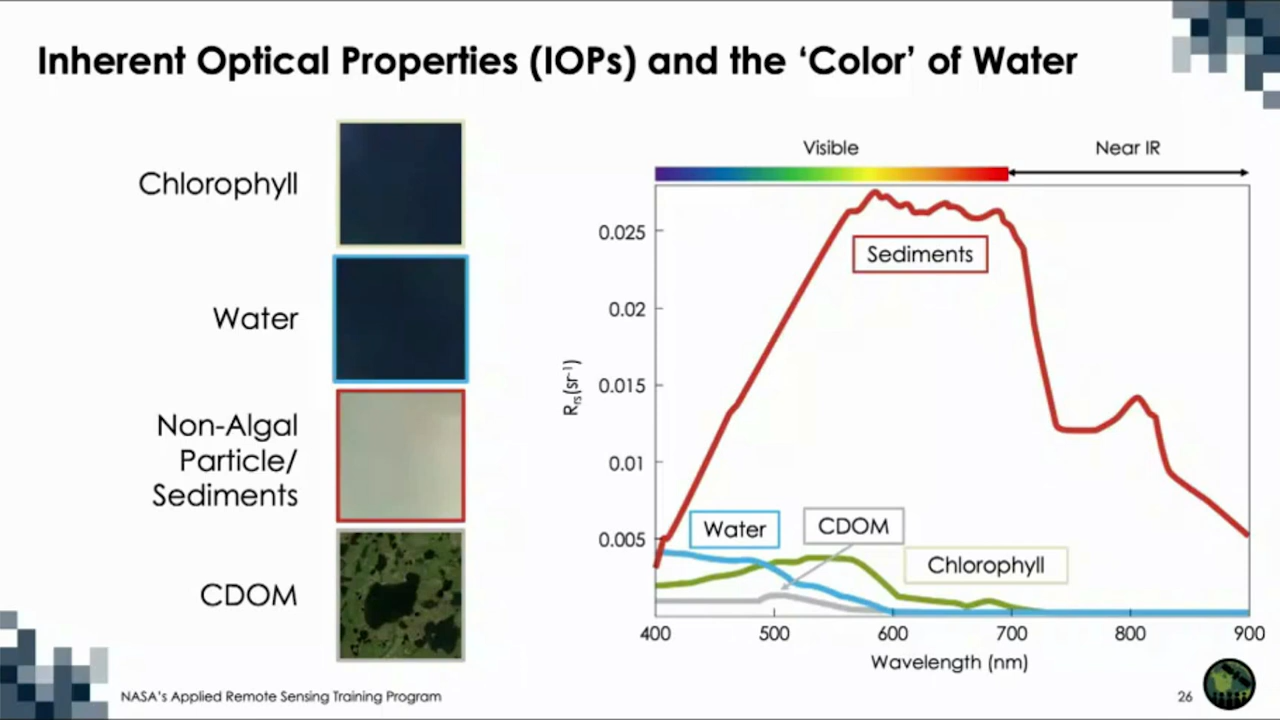 Inherent Optical Properties (IOPs) and the ‘Color’ of Water
Chlorophyll
Water
Non-Algal
Particle/
Sediments
CDOM
Visible
Near IR
0.025
0.02
0.015
0.01
0.005
Rrs(sr-1)
Sediments
Water
CDOM
Chlorophyll
400 500 600 700 800 900
Wavelength (nm)
NASA's Applied Remote Sensing Training Program
26